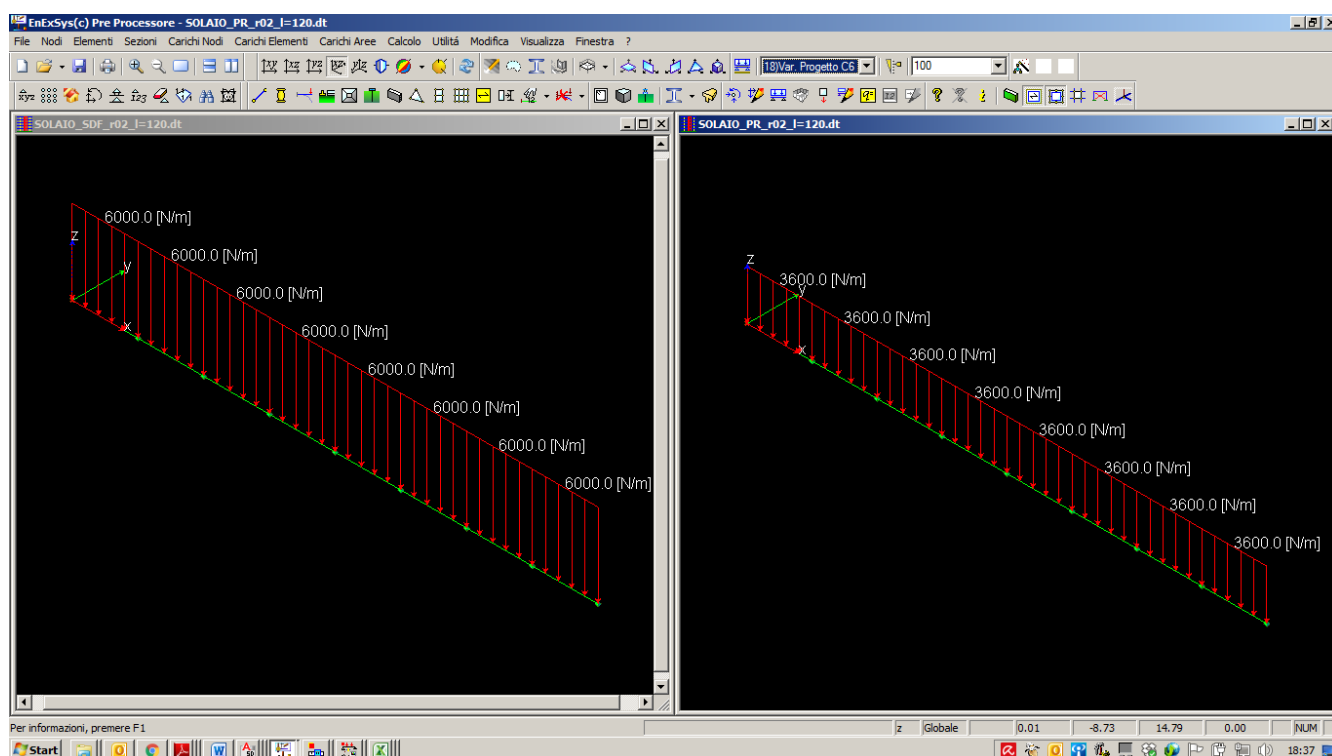 EnExSys(c) Pre Processore - SOLAIO_PR_r02_l=120.dt
File Nodi Elementi Sezioni Carichi Nodi Carichi Elementi Carichi Aree Calcolo Utilitá Modifica Visualizza Finestra ?
18)Var. Progetto C6 100
SOLAIO_SDF_r02_l=120.dt
6000.0 [N/m]
z
y
6000.0 [N/m]
6000.0 [N/m]
x
6000.0 [N/m]
6000.0 [N/m]
6000.0 [N/m]
6000.0 [N/m]
6000.0 [N/m]
SOLAIO_PR_r02_l=120.dt
z
3600.0 [N/m]
y
3600.0 [N/m]
x
3600.0 [N/m]
3600.0 [N/m]
3600.0 [N/m]
3600.0 [N/m]
3600.0 [N/m]
3600.0 [N/m]
Per informazioni, premere F1 z Globale 0.01 -8.73 14.79 0.00 NUM
Start 18:37